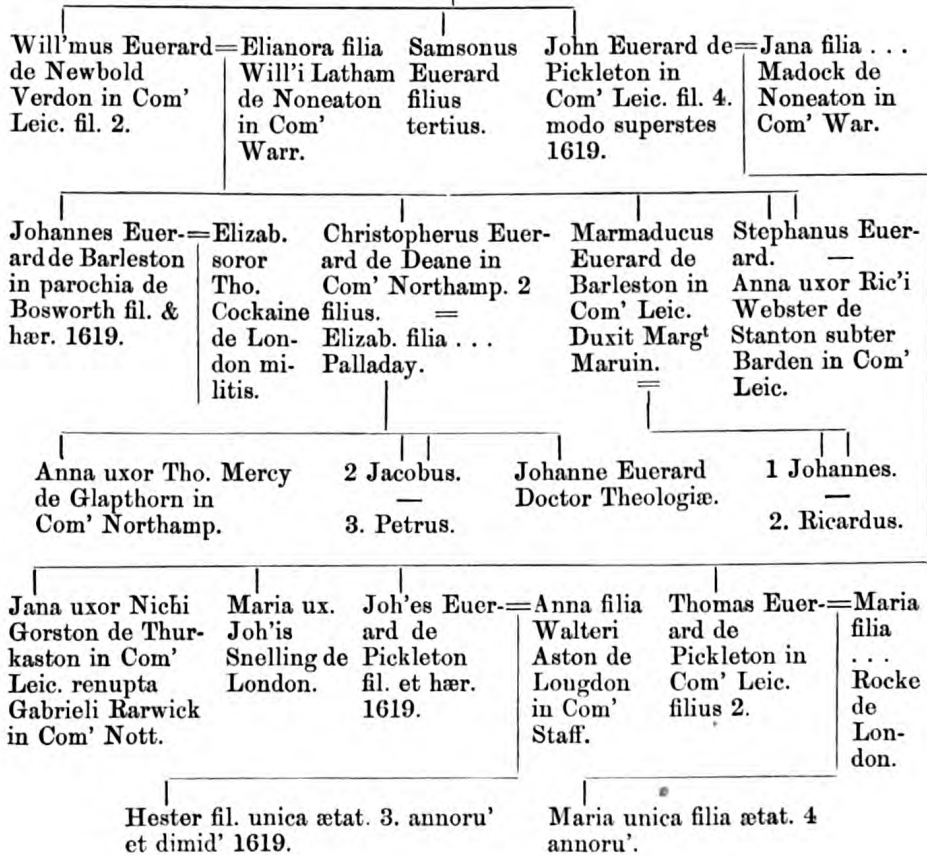 Will'mus Euerard=
de Newbold
Verdon in Com'
Leic. fil. 2.
Elianora filia
Will'i Latham
de Noneaton
in Com'
Warr.
Samsonus
Euerard
filius
tertius.
John Euerard de=
Pickleton in
Com' Leic. fil. 4.
modo superstes
1619.
Jana filia . . .
Madock de
Noneaton in
Com' War.
Johannes Euer-=
ard de Barleston
in parochia de
Bosworth fil. &
hær. 1619.
Elizab.
soror
Tho.
Cockaine
de Lon-
don mi-
litis.
Christopherus Euer-
ard de Deane in
Com' Northamp. 2
filius. =
Elizab. filia . . .
Palladay.
Marmaducus
Euerard de
Barleston in
Com' Leic.
Duxit Margᵗ
Maruin.
=
Stephanus Euer-
ard. —
Anna uxor Ric'i
Webster de
Stanton subter
Barden in Com'
Leic.
Anna uxor Tho. Mercy
de Glapthorn in
Com' Northamp.
2 Jacobus.
—
3. Petrus.
Johanne Euerard
Doctor Theologiæ.
1 Johannes.
—
2. Ricardus.
Jana uxor Nichi
Gorston de Thur-
kaston in Com'
Leic. renupta
Gabrieli Rarwick
in Com' Nott.
Maria ux.
Joh'is
Snelling de
London.
Joh'es Euer-=
ard de
Pickleton
fil. et hær.
1619.
Anna filia
Walteri
Aston de
Lougdon
in Com'
Staff.
Thomas Euer-=
ard de
Pickleton in
Com' Leic.
filius 2.
Maria
filia
. . .
Rocke
de
Lon-
don.
Hester fil. unica ætat. 3. annoru'
et dimid' 1619.
Maria unica filia ætat. 4
annoru'.